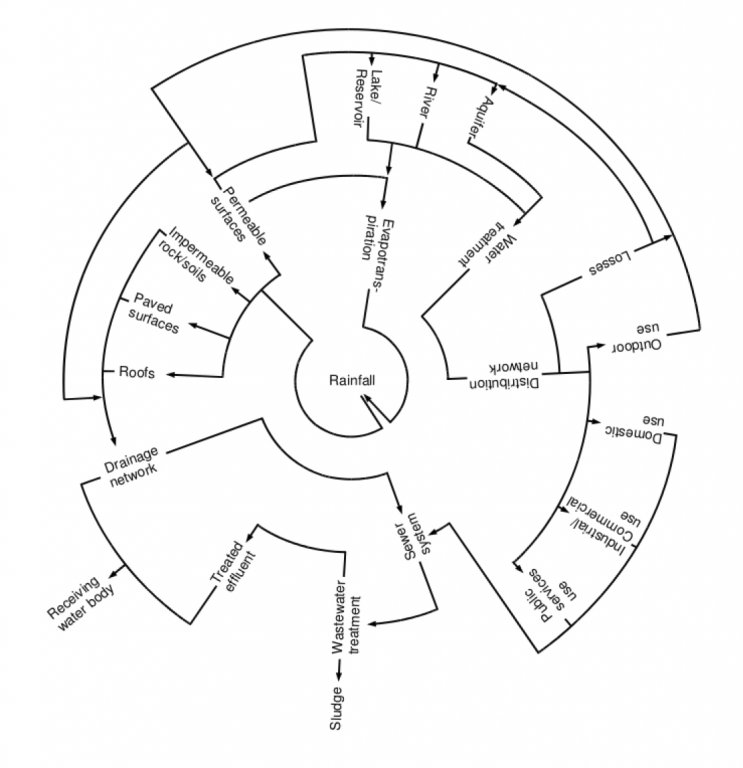 Lake/
Reservoir
River
Aquifer
Permeable
surfaces
Evapotrans-
piration
Water
treatment
Impermeable
rock/soils
Paved
surfaces
Roofs
Rainfall
Losses
Outdoor
use
Distribution
network
Domestic
use
Industrial/
Commercial
use
Public
services
use
Drainage
network
Sewer
system
Treated
effluent
Receiving
water body
Wastewater
treatment
Sludge